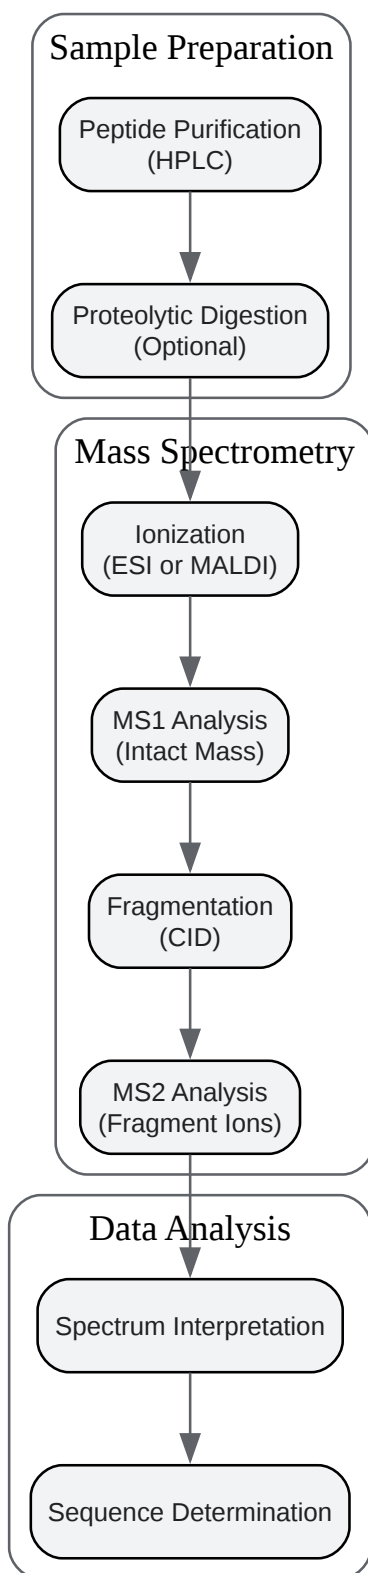 Sample Preparation
Peptide Purification
(HPLC)
Proteolytic Digestion
(Optional)
Mass Spectrometry
Ionization
(ESI or MALDI)
MS1 Analysis
(Intact Mass)
Fragmentation
(CID)
MS2 Analysis
(Fragment Ions)
Data Analysis
Spectrum Interpretation
Sequence Determination